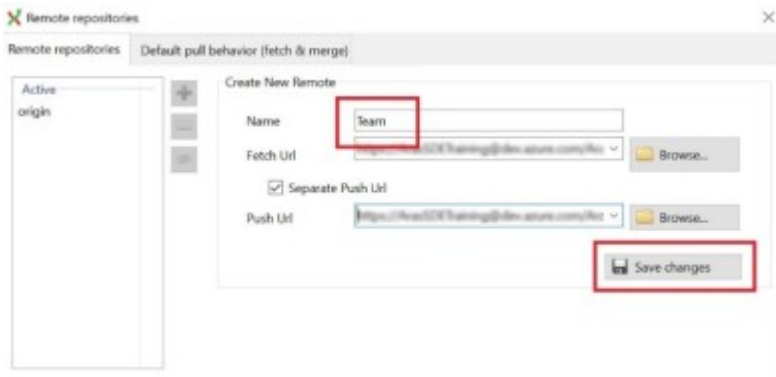 Remote repositories
Remote repositories Default pull behavior (fetch & merge)
Active
origin
Create New Remote
Name Team
Fetch Url Browse...
Separate Push Url
Push Url Browse...
Save changes